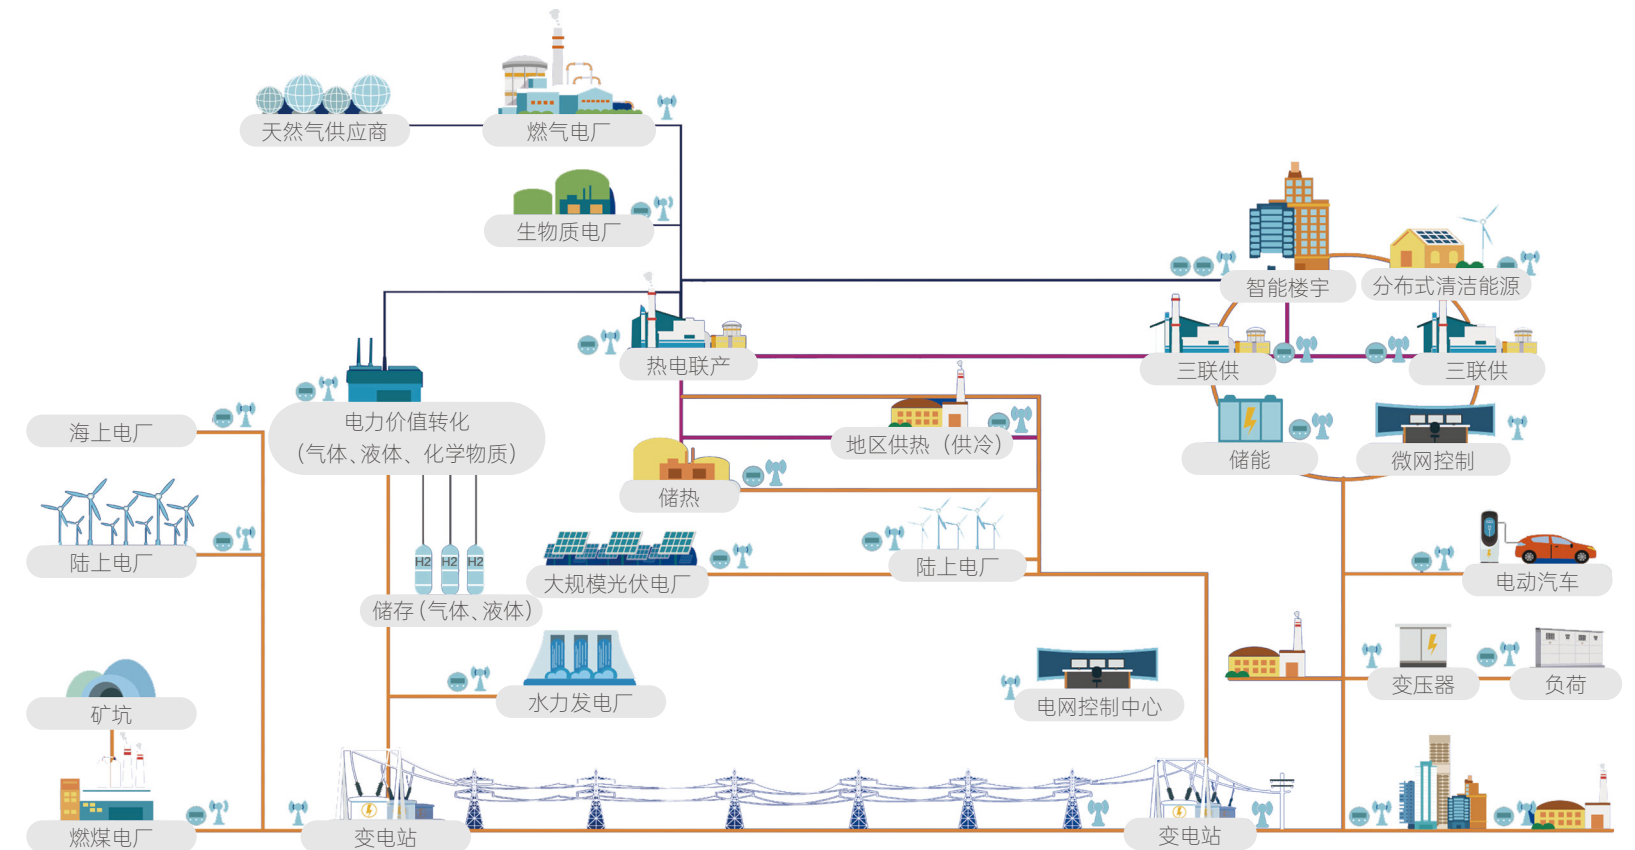 天然气供应商
燃气电厂
生物质电厂
智能楼宇
分布式清洁能源
热电联产
三联供
三联供
电力价值转化
（气体、液体、化学物质）
海上电厂
地区供热（供冷）
储能
微网控制
储热
陆上电厂
H2
H2
H2
大规模光伏电厂
陆上电厂
电动汽车
储存（气体、液体）
水力发电厂
变压器
负荷
矿坑
电网控制中心
燃煤电厂
变电站
变电站